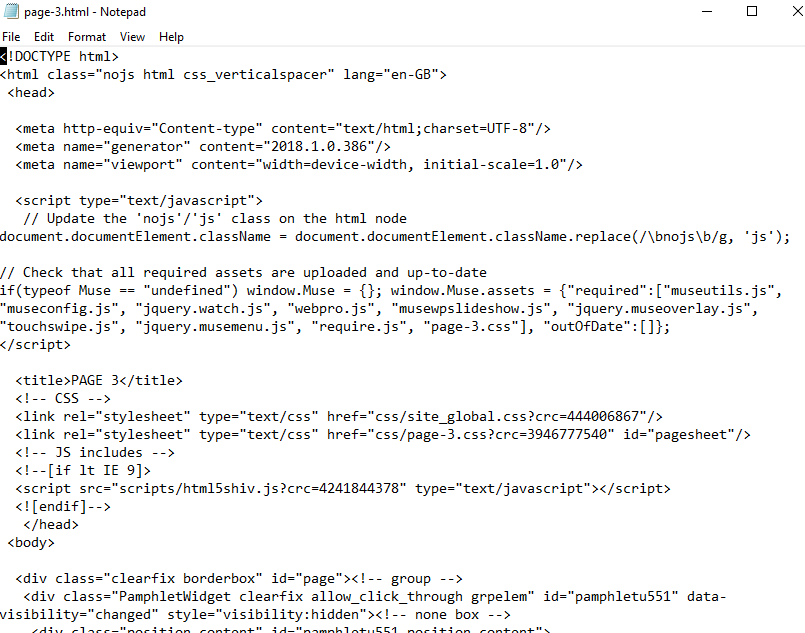 page-3.html - Notepad
File Edit Format View Help
<!DOCTYPE html>
<html class="nojs html css_verticalspacer" lang="en-GB">
<head>
<meta http-equiv="Content-type" content="text/html;charset=UTF-8"/>
<meta name="generator" content="2018.1.0.386"/>
<meta name="viewport" content="width=device-width, initial-scale=1.0"/>
<script type="text/javascript">
// Update the 'nojs'/'js' class on the html node
document.documentElement.className = document.documentElement.className.replace(/\bnojs\b/g, 'js');
// Check that all required assets are uploaded and up-to-date
if(typeof Muse == "undefined") window.Muse = {}; window.Muse.assets = {"required":["museutils.js",
"museconfig.js", "jquery.watch.js", "webpro.js", "musewpslideshow.js", "jquery.museoverlay.js",
"touchswipe.js", "jquery.musemenu.js", "require.js", "page-3.css"], "outOfDate":[]};
</script>
<title>PAGE 3</title>
<!-- CSS -->
<link rel="stylesheet" type="text/css" href="css/site_global.css?crc=444006867"/>
<link rel="stylesheet" type="text/css" href="css/page-3.css?crc=3946777540" id="pagesheet"/>
<!-- JS includes -->
<!--[if lt IE 9]>
<script src="scripts/html5shiv.js?crc=4241844378" type="text/javascript"></script>
<![endif]-->
</head>
<body>
<div class="clearfix borderbox" id="page"><!-- group -->
<div class="PamphletWidget clearfix allow_click_through grpelem" id="pamphletu551" data-
visibility="changed" style="visibility:hidden"><!-- none box -->
<div class="position_content" id="pamphletu551_position_content">